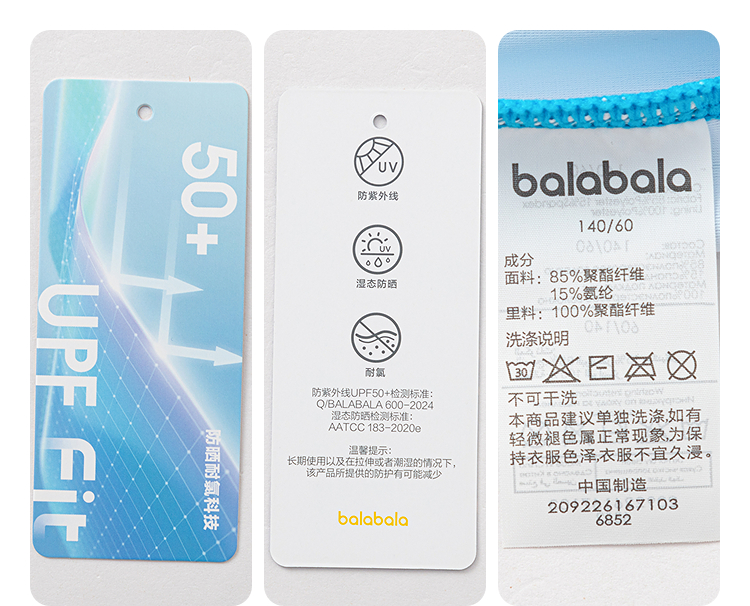 50+
UPF Fit
防晒耐氯科技
UV
防紫外线
UV
湿态防晒
耐氯
防紫外线UPF50+检测标准:
Q/BALABALA 600-2024
湿态防晒检测标准:
AATCC 183-2020e
温馨提示:
长期使用以及在拉伸或者潮湿的情况下，
该产品所提供的防护有可能减少
balabala
balabala
140/60
成分
面料: 85%聚酯纤维
15%氨纶
里料: 100%聚酯纤维
洗涤说明
30
不可干洗
本商品建议单独洗涤,如有
轻微褪色属正常现象,为保
持衣服色泽,衣服不宜久浸。
中国制造
209226167103
6852